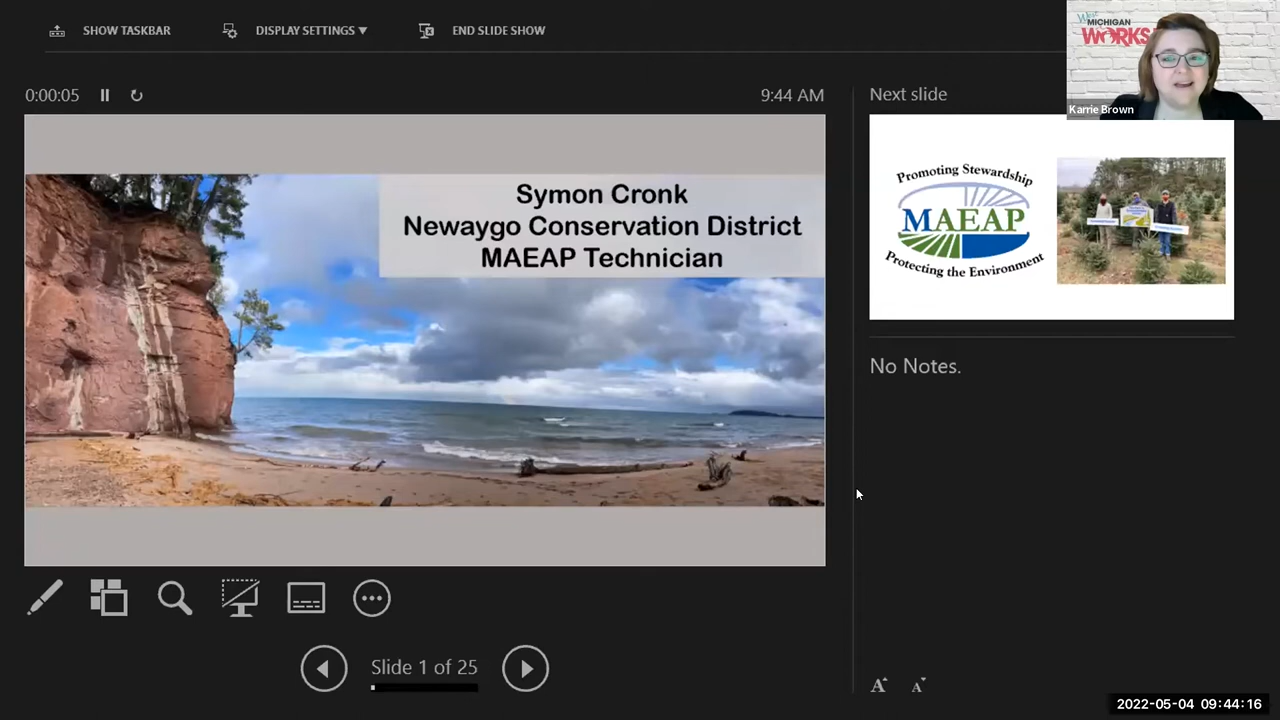 SHOW TASKBAR
DISPLAY SETTINGS ▼
END SLIDE SHOW
West
MICHIGAN
WORKS
Karrie Brown
0:00:05
9:44 AM
Next slide
Symon Cronk
Newaygo Conservation District
MAEAP Technician
Promoting Stewardship
MAEAP
Protecting the Environment
No Notes.
Slide 1 of 25
A A
2022-05-04 09:44:16